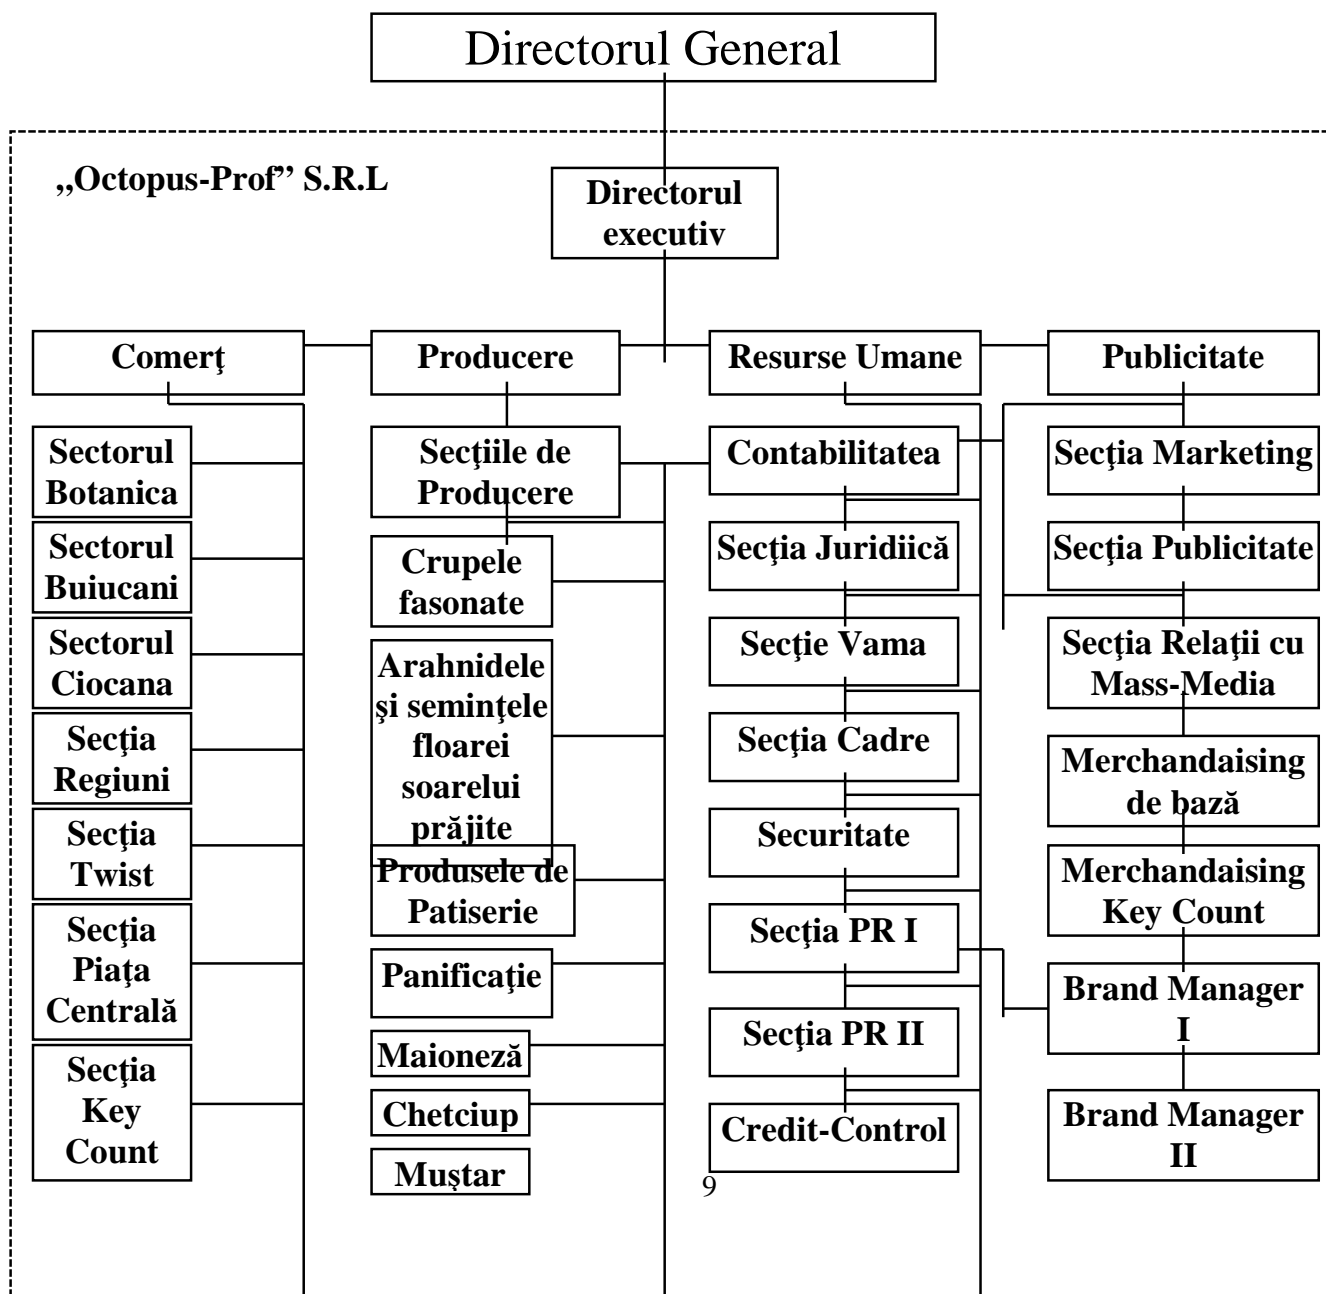 Directorul General
„Octopus-Prof” S.R.L
Directorul
executiv
Comerţ
Producere
Resurse Umane
Publicitate
Sectorul
Botanica
Sectorul
Buiucani
Sectorul
Ciocana
Secţia
Regiuni
Secţia
Twist
Secţia
Piaţa
Centrală
Secţia
Key
Count
Secţiile de
Producere
Crupele
fasonate
Arahnidele
şi seminţele
floarei
soarelui
prăjite
Produsele de
Patiserie
Panificaţie
Maioneză
Chetciup
Muştar
Contabilitatea
Secţia Juridiică
Secţie Vama
Secţia Cadre
Securitate
Secţia PR I
Secţia PR II
Credit-Control
Secţia Marketing
Secţia Publicitate
Secţia Relaţii cu
Mass-Media
Merchandaising
de bază
Merchandaising
Key Count
Brand Manager
I
Brand Manager
II
9